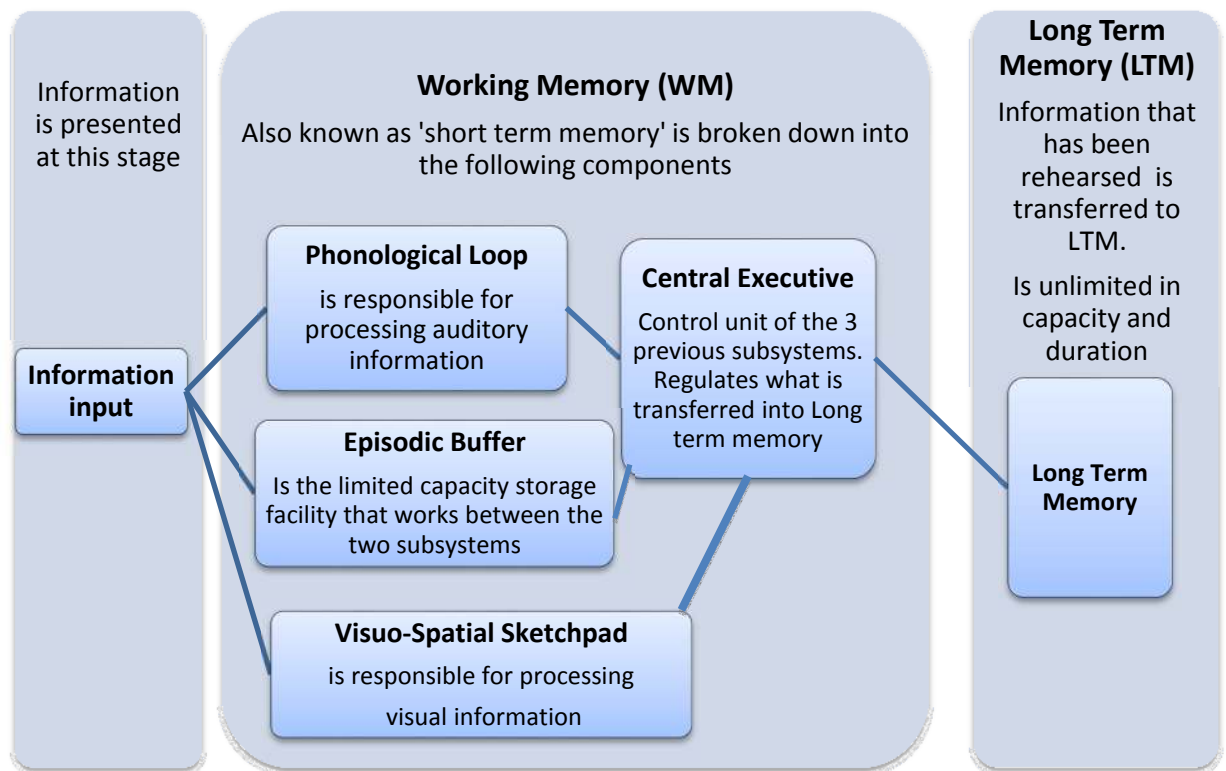 Information
is presented
at this stage
Information
input
Working Memory (WM)
Also known as 'short term memory' is broken down into
the following components
Phonological Loop
is responsible for
processing auditory
information
Episodic Buffer
Is the limited capacity storage
facility that works between the
two subsystems
Visuo-Spatial Sketchpad
is responsible for processing
visual information
Central Executive
Control unit of the 3
previous subsystems.
Regulates what is
transferred into Long
term memory
Long Term
Memory (LTM)
Information that
has been
rehearsed is
transferred to
LTM.
Is unlimited in
capacity and
duration
Long Term
Memory